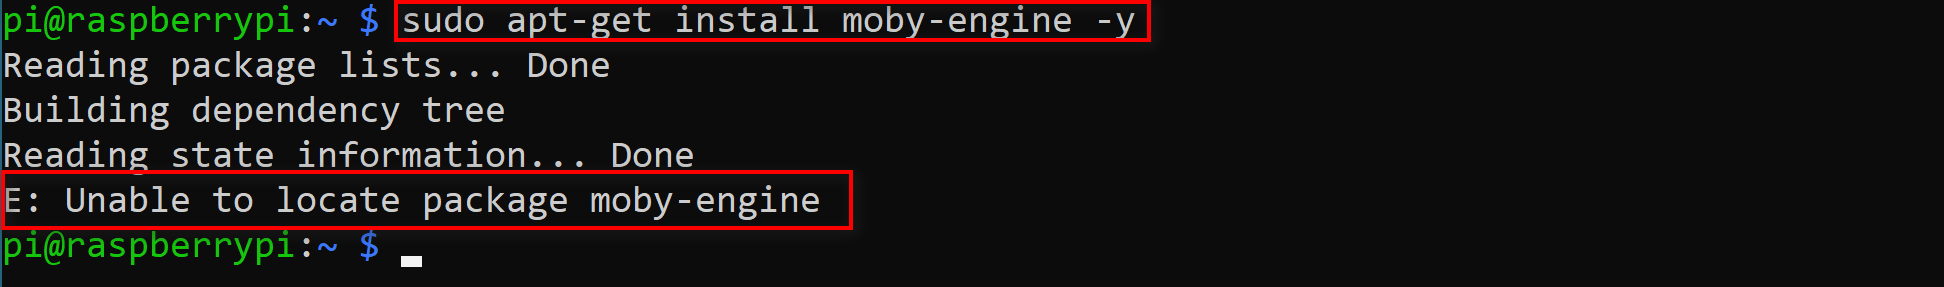 pi@raspberrypi:~ $ sudo apt-get install moby-engine -y
Reading package lists... Done
Building dependency tree
Reading state information... Done
E: Unable to locate package moby-engine
pi@raspberrypi:~ $